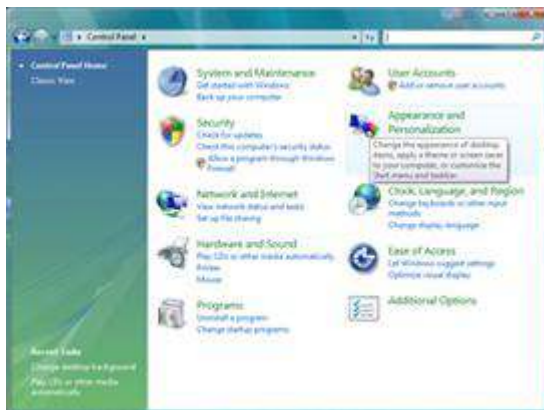 Control Panel
Control Panel Home
Classic View
System and Maintenance
Get started with Windows
Back up your computer
Security
Check for updates
Check this computer's security status
Allow a program through Windows
Firewall
Network and Internet
View network status and tasks
Set up file sharing
Hardware and Sound
Play CDs or other media automatically
Printer
Mouse
Programs
Uninstall a program
Change startup programs
User Accounts
Add or remove user accounts
Appearance and
Personalization
Change the appearance of desktop
items, apply a theme or screen saver
to your computer, or customize the
Start menu and taskbar.
Clock, Language, and Region
Change keyboards or other input
methods
Change display language
Ease of Access
Let Windows suggest settings
Optimize visual display
Additional Options
Recent Tasks
Change desktop background
Play CDs or other media
automatically